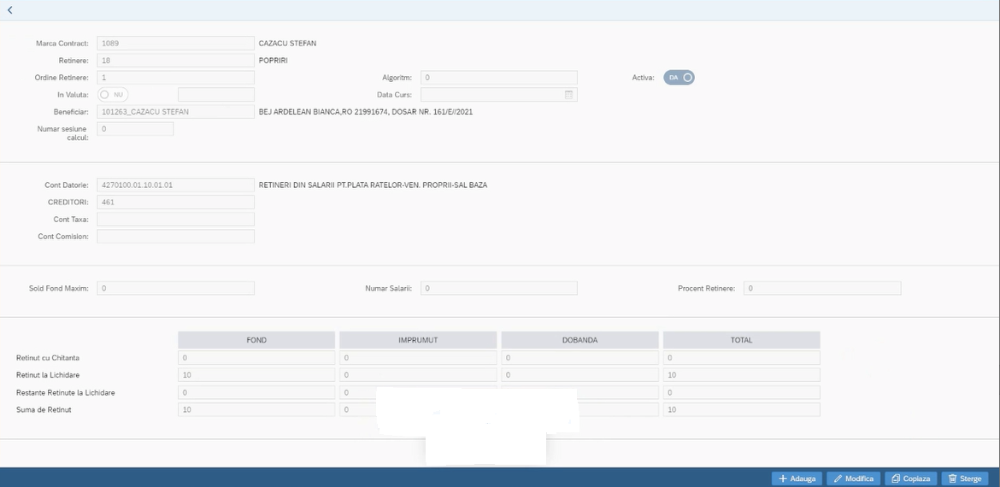 Marca Contract: 1089 CAZACU STEFAN
Retinere: 18 POPRIRI
Ordine Retinere: 1 Algoritm: 0 Activa: DA
In Valuta: NU Data Curs:
Beneficiar: 101263_CAZACU STEFAN BEJ ARDELEAN BIANCA,RO 21991674, DOSAR NR. 161/E//2021
Numar sesiune calcul: 0
Cont Datorie: 4270100.01.10.01.01 RETINERI DIN SALARII PT.PLATA RATELOR-VEN. PROPRII-SAL BAZA
CREDITORI: 461
Cont Taxa:
Cont Comision:
Sold Fond Maxim: 0 Numar Salarii: 0 Procent Retinere: 0
FOND IMPRUMUT DOBANDA TOTAL
Retinut cu Chitanta 0 0 0 0
Retinut la Lichidare 10 0 0 10
Restante Retinute la Lichidare 0 0 0
Suma de Retinut 10 0 10
Adauga Modifica Copiaza Sterge